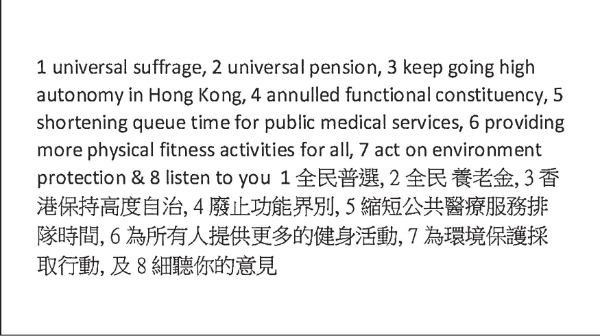 1 universal suffrage, 2 universal pension, 3 keep going high
autonomy in Hong Kong, 4 annulled functional constituency, 5
shortening queue time for public medical services, 6 providing
more physical fitness activities for all, 7 act on environment
protection & 8 listen to you  1 全民普選, 2 全民 養老金, 3 香
港保持高度自治, 4 廢止功能界別, 5 縮短公共醫療服務排
隊時間, 6 為所有人提供更多的健身活動, 7 為環境保護採
取行動, 及 8 細聽你的意見